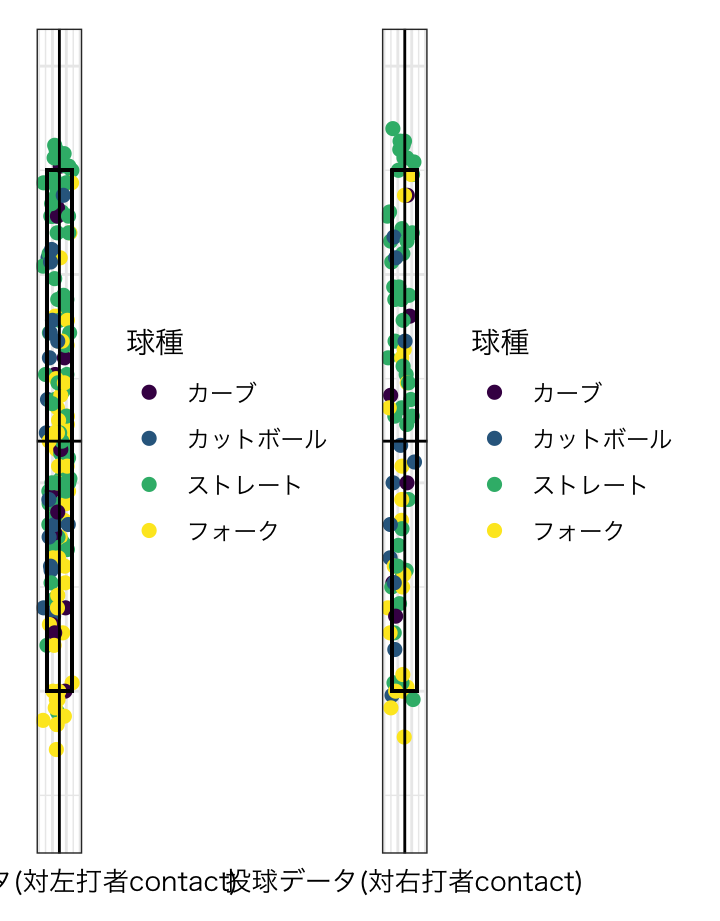 球種
カーブ
カットボール
ストレート
フォーク
球種
カーブ
カットボール
ストレート
フォーク
タ(対左打者contact)
投球データ(対右打者contact)